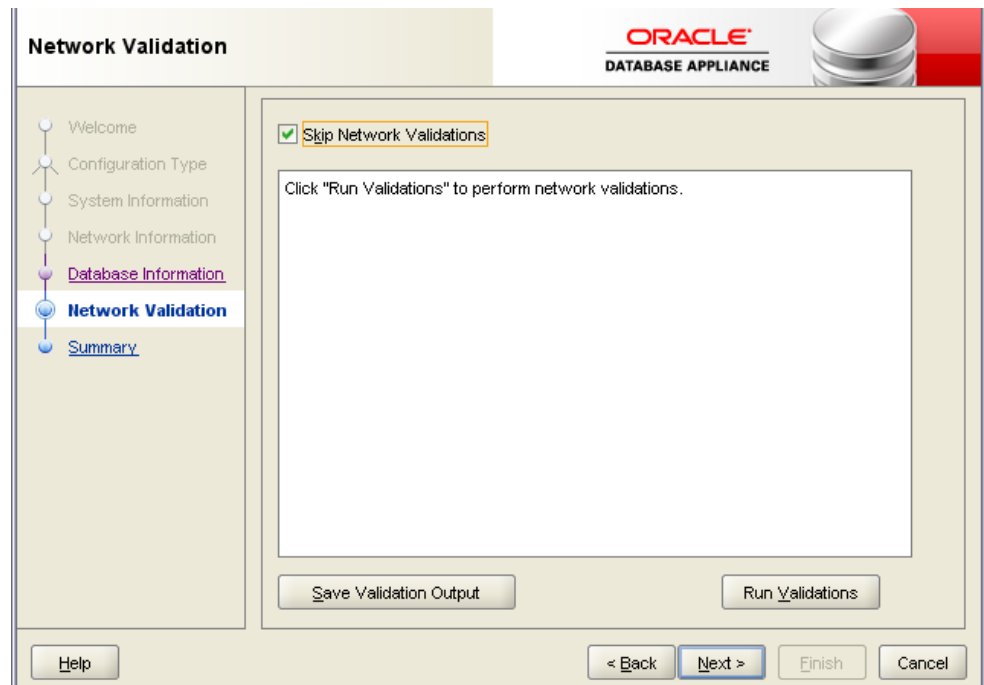 Network Validation
ORACLE
DATABASE APPLIANCE
Welcome
Configuration Type
System Information
Network Information
Database Information
Network Validation
Summary
Skip Network Validations
Click "Run Validations" to perform network validations.
Save Validation Output
Run Validations
Help
< Back
Next >
Finish
Cancel